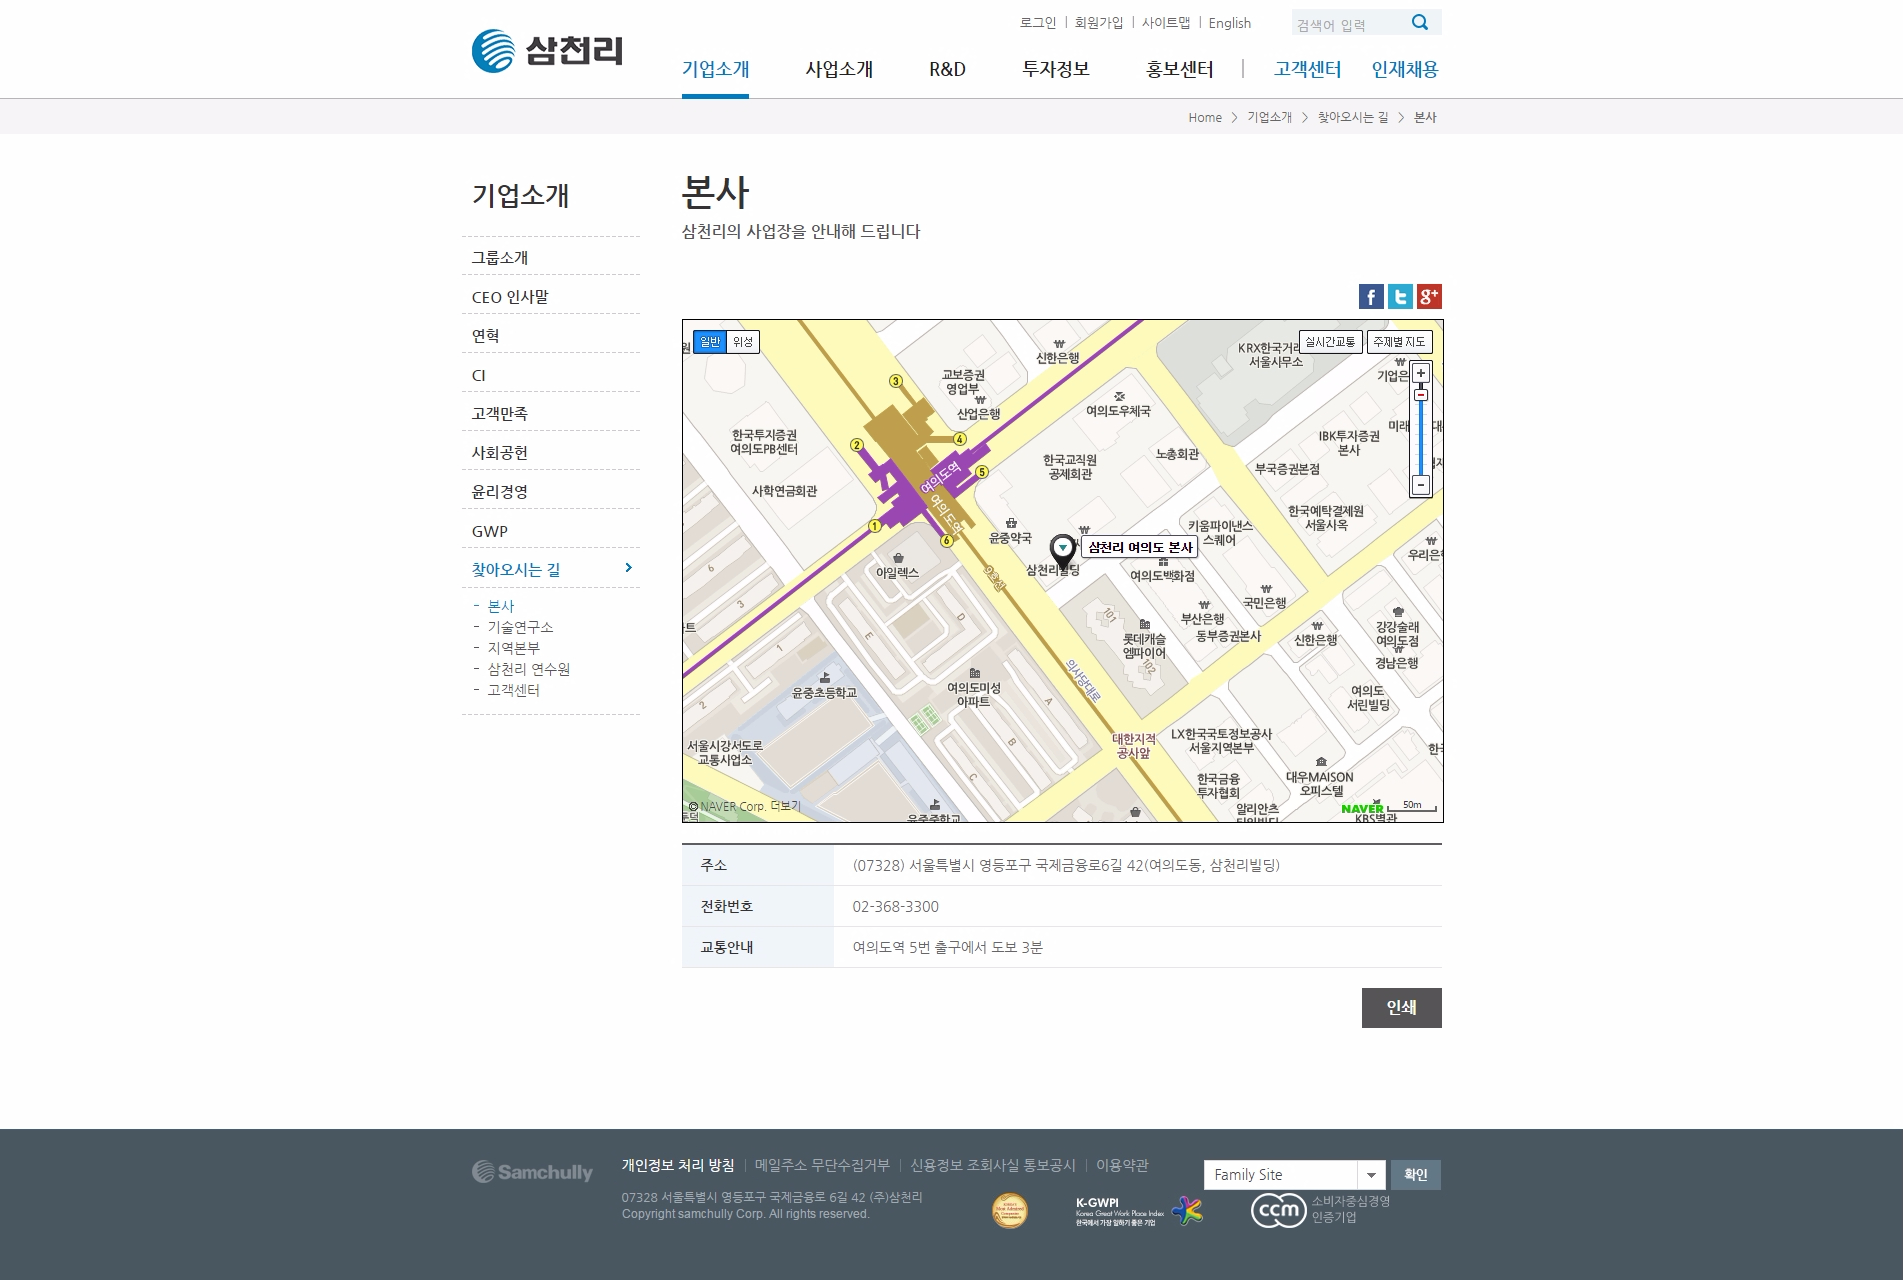 로그인
회원가입
사이트맵
English
검색어 입력
삼천리
기업소개
사업소개
R&D
투자정보
홍보센터
고객센터
인재채용
Home > 기업소개 > 찾아오시는 길 > 본사
기업소개
그룹소개
CEO 인사말
연혁
CI
고객만족
사회공헌
윤리경영
GWP
찾아오시는 길
- 본사
- 기술연구소
- 지역본부
- 삼천리 연수원
- 고객센터
본사
삼천리의 사업장을 안내해 드립니다
일반
위성
실시간교통
주제별지도
신한은행
KRX한국거래
서울사무소
기업은
교보증권
영업부
산업은행
여의도우체국
3
2
4
5
1
6
한국투자증권
여의도PB센터
사학연금회관
여의도역
여의도역
한국교직원
공제회관
노총회관
IBK투자증권
본사
미래
부국증권본점
한국예탁결제원
서울사옥
윤중약국
키움파이낸스
스퀘어
우리은행
삼천리 여의도 본사
삼천리빌딩
여의도백화점
아일렉스
9호선
국민은행
부산은행
동부증권본사
신한은행
강강술래
여의도점
경남은행
101
롯데캐슬
엠파이어
102
6
3
1
2
E
D
A
B
C
윤중초등학교
여의도미성
아파트
의사당대로
여의도
서린빌딩
서울시강서도로
교통사업소
대한지적
공사앞
LX한국국토정보공사
서울지역본부
한국금융
투자협회
대우MAISON
오피스텔
알리안츠
윤중중학교
KBS별관
© NAVER Corp. 더보기
NAVER
50m
주소
(07328) 서울특별시 영등포구 국제금융로6길 42(여의도동, 삼천리빌딩)
전화번호
02-368-3300
교통안내
여의도역 5번 출구에서 도보 3분
인쇄
Samchully
개인정보 처리 방침
메일주소 무단수집거부
신용정보 조회사실 통보공시
이용약관
Family Site
확인
07328 서울특별시 영등포구 국제금융로 6길 42 (주)삼천리
Copyright samchully Corp. All rights reserved.
K-GWPI
Korea Great Work Place Index
한국에서 가장 일하기 좋은 기업
ccm
소비자중심경영
인증기업